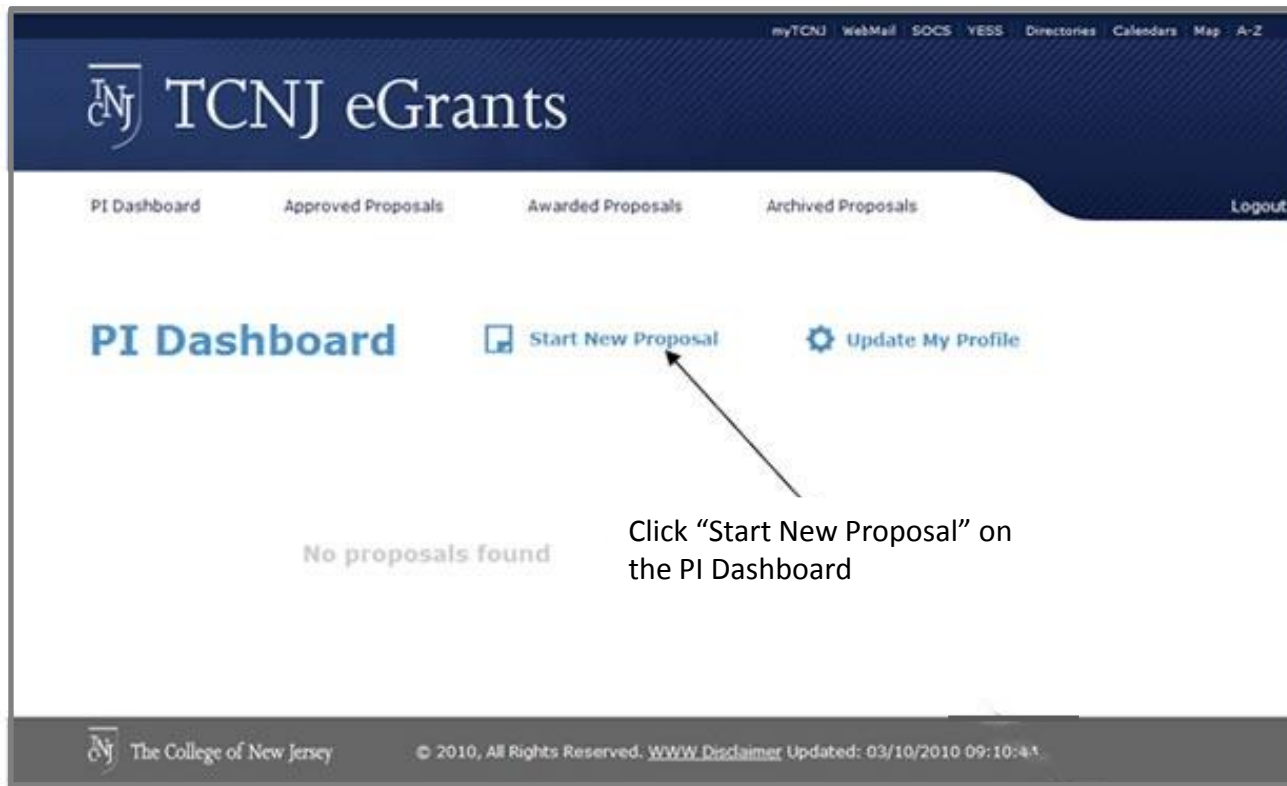 myTCNJ WebMail SOCS YESS Directories Calendars Map A-Z
TCNJ TCNJ eGrants
PI Dashboard Approved Proposals Awarded Proposals Archived Proposals Logout
PI Dashboard Start New Proposal Update My Profile
Click “Start New Proposal” on
the PI Dashboard
No proposals found
TCNJ The College of New Jersey © 2010, All Rights Reserved. WWW Disclaimer Updated: 03/10/2010